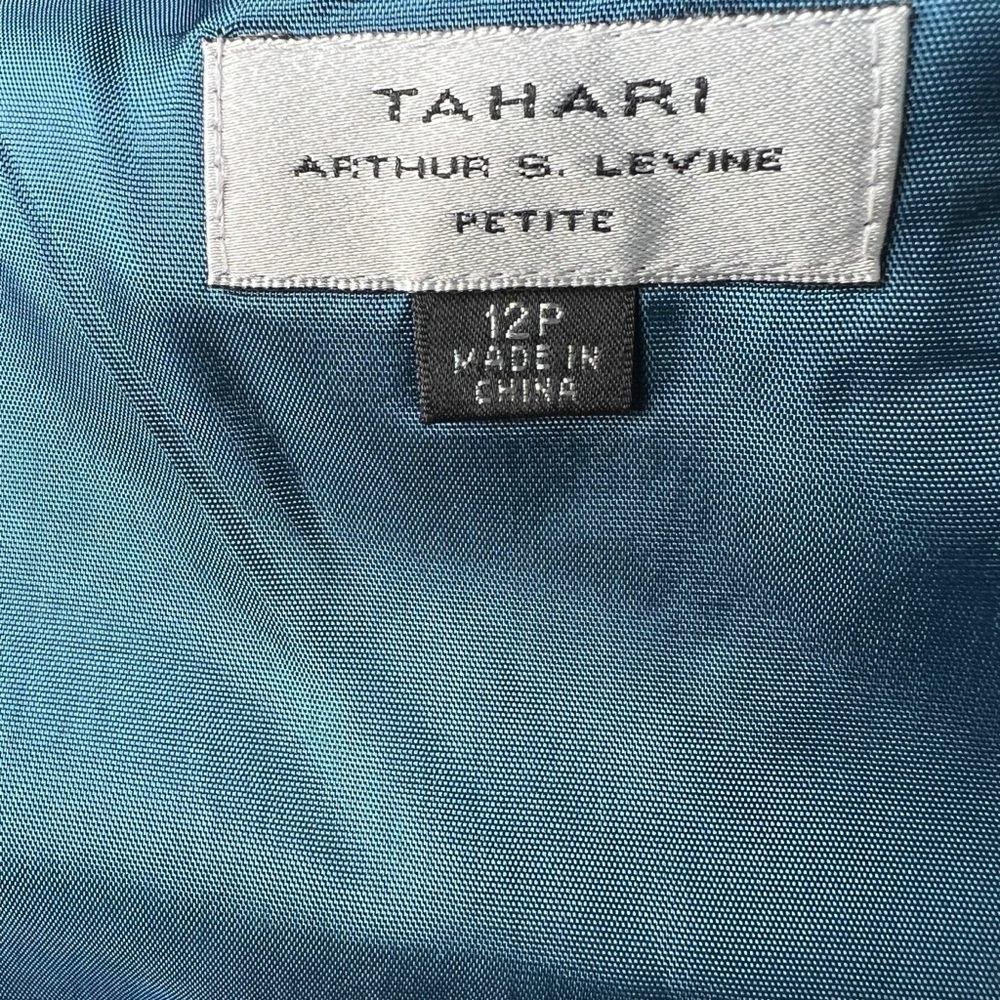 TAHARI
ARTHUR S. LEVINE
PETITE
12P
MADE IN
CHINA